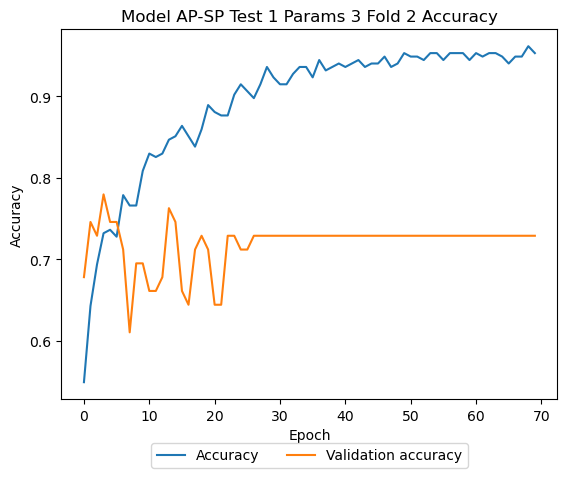 Model AP-SP Test 1 Params 3 Fold 2 Accuracy
Accuracy
0.9
0.8
0.7
0.6
0 10 20 30 40 50 60 70
Epoch
Accuracy Validation accuracy